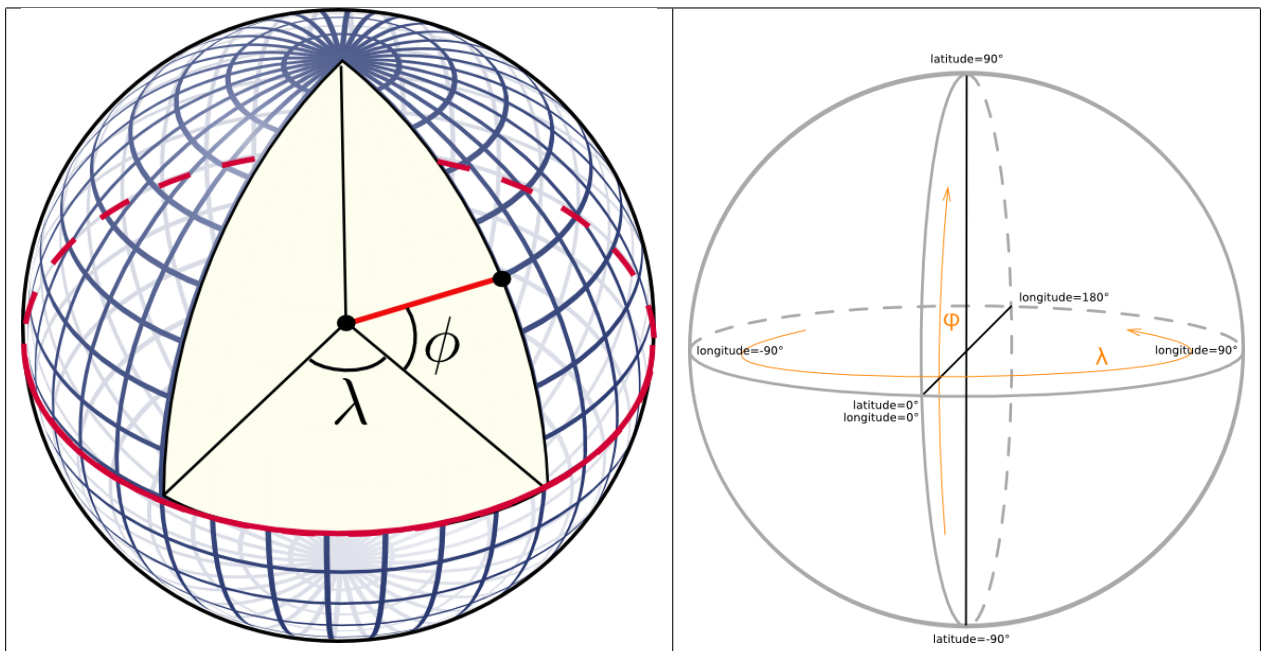 ϕ
λ
latitude=90°
longitude=180°
φ
longitude=-90°
longitude=90°
λ
latitude=0°
longitude=0°
latitude=-90°